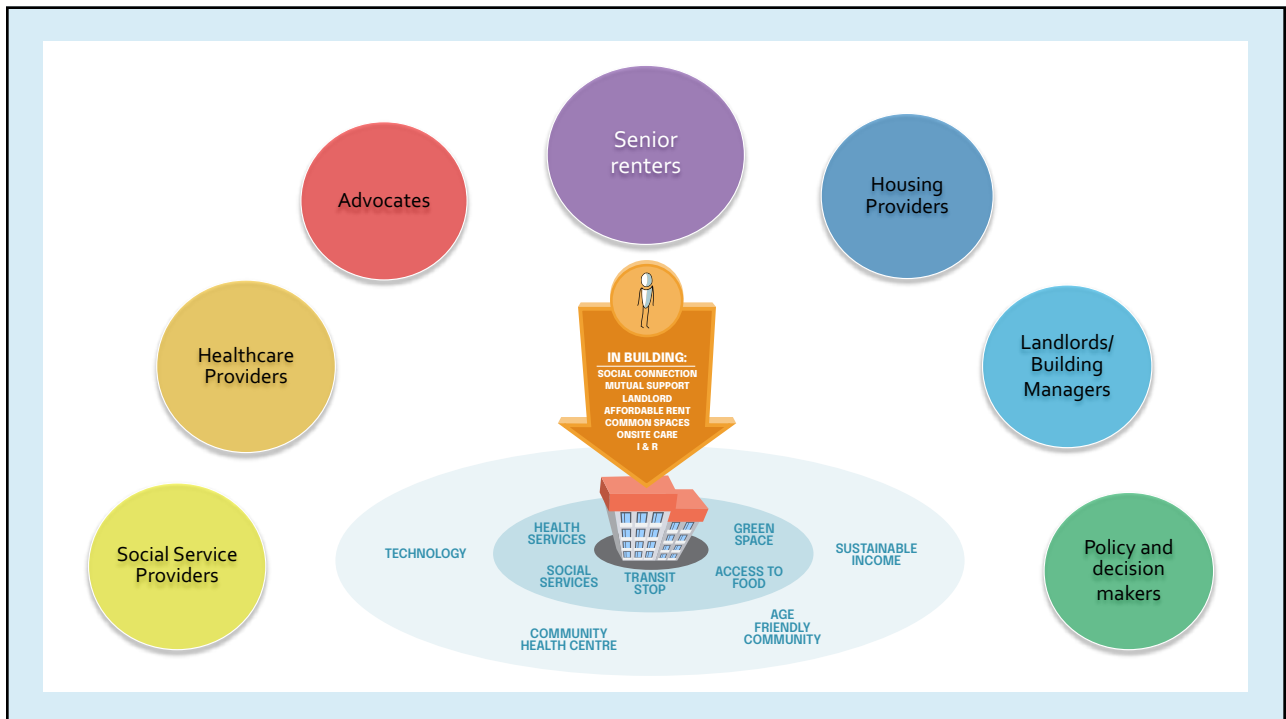 Senior
renters
Advocates
Housing
Providers
Healthcare
Providers
Landlords/
Building
Managers
Social Service
Providers
Policy and
decision
makers
IN BUILDING:
SOCIAL CONNECTION
MUTUAL SUPPORT
LANDLORD
AFFORDABLE RENT
COMMON SPACES
ONSITE CARE
I & R
HEALTH
SERVICES
GREEN
SPACE
TECHNOLOGY
SUSTAINABLE
INCOME
SOCIAL
SERVICES
TRANSIT
STOP
ACCESS TO
FOOD
COMMUNITY
HEALTH CENTRE
AGE
FRIENDLY
COMMUNITY